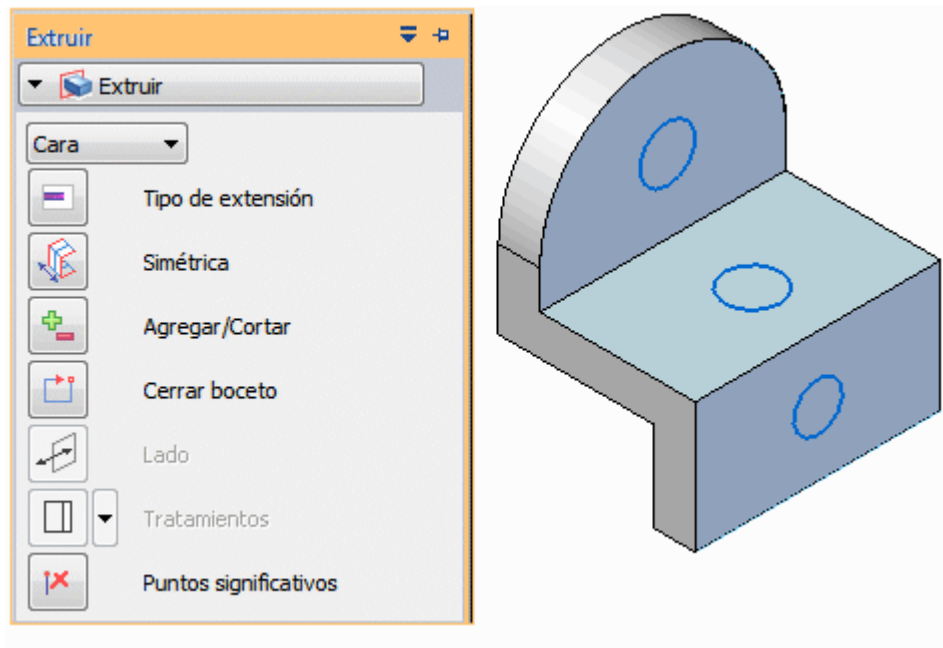 Extruir
Extruir
Cara
Tipo de extensión
Simétrica
Agregar/Cortar
Cerrar boceto
Lado
Tratamientos
Puntos significativos